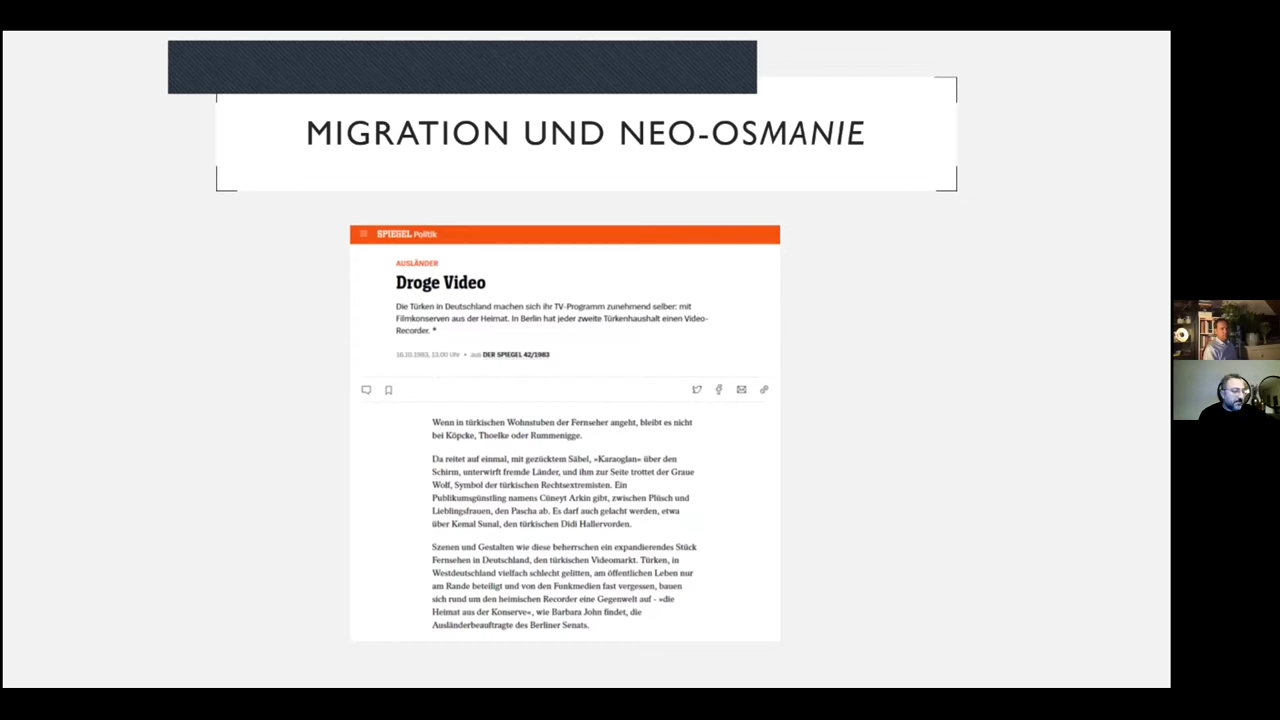 MIGRATION UND NEO-OSMANIE
SPIEGEL Politik
AUSLÄNDER
Droge Video
Die Türken in Deutschland machen sich ihr TV-Programm zunehmend selber: mit
Filmkonserven aus der Heimat. In Berlin hat jeder zweite Türkenhaushalt einen Video-
Recorder. *
16.10.1983, 13.00 Uhr • aus DER SPIEGEL 42/1983
Wenn in türkischen Wohnstuben der Fernseher angeht, bleibt es nicht
bei Köpcke, Thoelke oder Rummenigge.
Da reitet auf einmal, mit gezücktem Säbel, »Karaoglan« über den
Schirm, unterwirft fremde Länder, und ihm zur Seite trottet der Graue
Wolf, Symbol der türkischen Rechtsextremisten. Ein
Publikumsgünstling namens Cüneyt Arkin gibt, zwischen Plüsch und
Lieblingsfrauen, den Pascha ab. Es darf auch gelacht werden, etwa
über Kemal Sunal, den türkischen Didi Hallervorden.
Szenen und Gestalten wie diese beherrschen ein expandierendes Stück
Fernsehen in Deutschland, den türkischen Videomarkt. Türken, in
Westdeutschland vielfach schlecht gelitten, am öffentlichen Leben nur
am Rande beteiligt und von den Funkmedien fast vergessen, bauen
sich rund um den heimischen Recorder eine Gegenwelt auf - »die
Heimat aus der Konserve«, wie Barbara John findet, die
Ausländerbeauftragte des Berliner Senats.